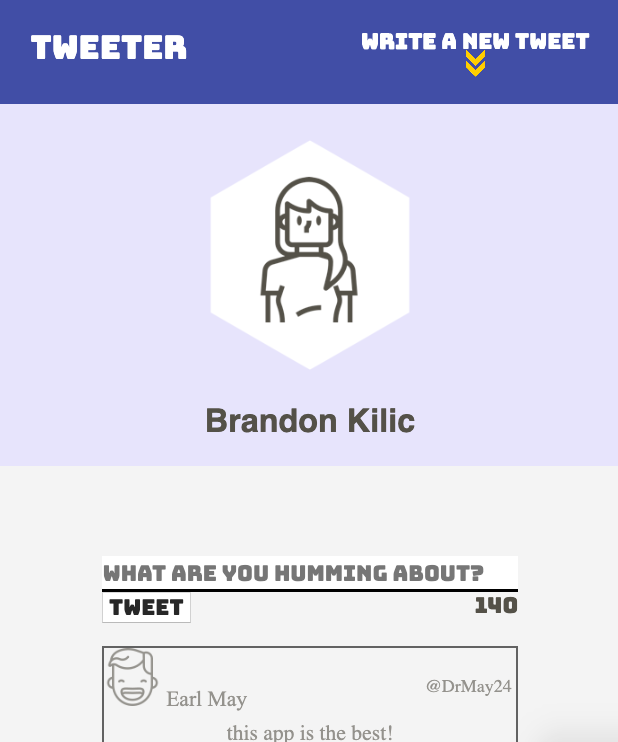 TWEETER
WRITE A NEW TWEET
Brandon Kilic
WHAT ARE YOU HUMMING ABOUT?
TWEET
140
Earl May
@DrMay24
this app is the best!